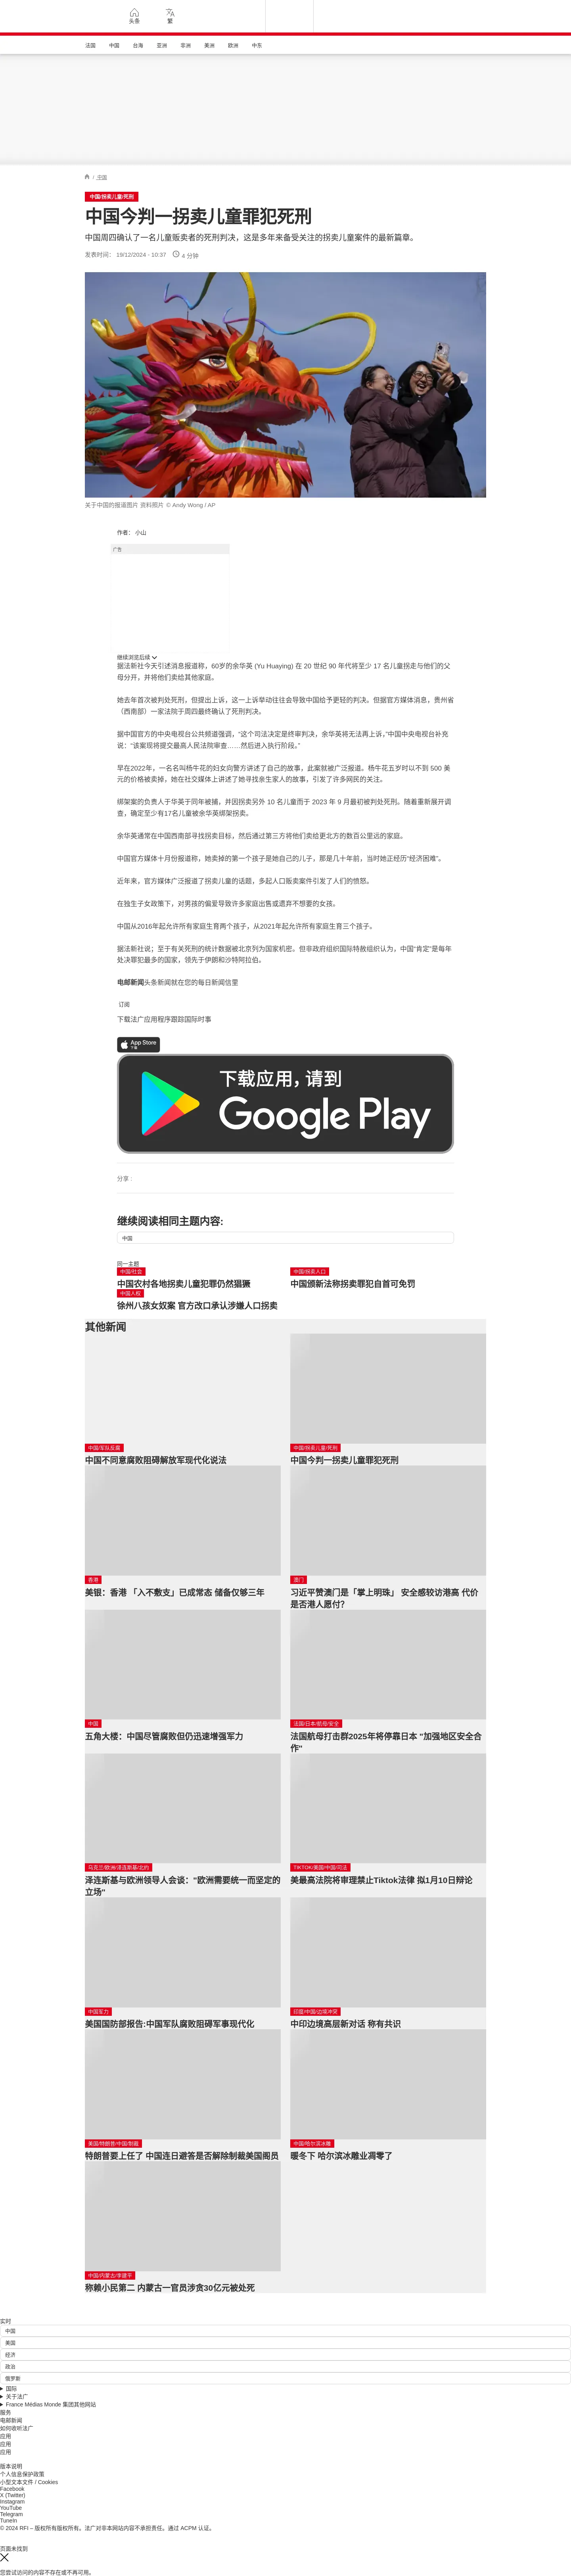 头条
繁
法国
中国
台海
亚洲
非洲
美洲
欧洲
中东
/ 中国
中国/拐卖儿童/死刑
中国今判一拐卖儿童罪犯死刑
中国周四确认了一名儿童贩卖者的死刑判决，这是多年来备受关注的拐卖儿童案件的最新篇章。
发表时间： 19/12/2024 - 10:37
4 分钟
关于中国的报道图片 资料照片 © Andy Wong / AP
作者： 小山
广告
继续浏览后续
据法新社今天引述消息报道称，60岁的余华英 (Yu Huaying) 在 20 世纪 90 年代将至少 17 名儿童拐走与他们的父
母分开，并将他们卖给其他家庭。
她去年首次被判处死刑，但提出上诉，这一上诉举动往往会导致中国给予更轻的判决。但据官方媒体消息，贵州省
（西南部）一家法院于周四最终确认了死刑判决。
据中国官方的中央电视台公共频道强调，“这个司法决定是终审判决，余华英将无法再上诉，”中国中央电视台补充
说：“该案现将提交最高人民法院审查……然后进入执行阶段。”
早在2022年，一名名叫杨牛花的妇女向警方讲述了自己的故事，此案就被广泛报道。杨牛花五岁时以不到 500 美
元的价格被卖掉，她在社交媒体上讲述了她寻找亲生家人的故事，引发了许多网民的关注。
绑架案的负责人于华英于同年被捕，并因拐卖另外 10 名儿童而于 2023 年 9 月最初被判处死刑。随着重新展开调
查，确定至少有17名儿童被余华英绑架拐卖。
余华英通常在中国西南部寻找拐卖目标，然后通过第三方将他们卖给更北方的数百公里远的家庭。
中国官方媒体十月份报道称，她卖掉的第一个孩子是她自己的儿子，那是几十年前，当时她正经历“经济困难”。
近年来，官方媒体广泛报道了拐卖儿童的话题，多起人口贩卖案件引发了人们的愤怒。
在独生子女政策下，对男孩的偏爱导致许多家庭出售或遗弃不想要的女孩。
中国从2016年起允许所有家庭生育两个孩子，从2021年起允许所有家庭生育三个孩子。
据法新社说；至于有关死刑的统计数据被北京列为国家机密。但非政府组织国际特赦组织认为，中国“肯定”是每年
处决罪犯最多的国家，领先于伊朗和沙特阿拉伯。
电邮新闻头条新闻就在您的每日新闻信里
订阅
下载法广应用程序跟踪国际时事
App Store
下载
下载应用，请到
Google Play
分享 :
继续阅读相同主题内容:
中国
同一主题
中国/社会
中国农村各地拐卖儿童犯罪仍然猖獗
中国/拐卖人口
中国颁新法称拐卖罪犯自首可免罚
中国人权
徐州八孩女奴案 官方改口承认涉嫌人口拐卖
其他新闻
中国/军队反腐
中国不同意腐败阻碍解放军现代化说法
中国/拐卖儿童/死刑
中国今判一拐卖儿童罪犯死刑
香港
美银：香港 「入不敷支」已成常态 储备仅够三年
澳门
习近平赞澳门是「掌上明珠」 安全感较访港高 代价
是否港人愿付？
中国
五角大楼：中国尽管腐败但仍迅速增强军力
法国/日本/航母/安全
法国航母打击群2025年将停靠日本 “加强地区安全合
作”
乌克兰/欧洲/泽连斯基/北约
泽连斯基与欧洲领导人会谈：“欧洲需要统一而坚定的
立场”
TIKTOK/美国/中国/司法
美最高法院将审理禁止Tiktok法律 拟1月10日辩论
中国军力
美国国防部报告:中国军队腐败阻碍军事现代化
印度/中国/边境冲突
中印边境高层新对话 称有共识
美国/特朗普/中国/制裁
特朗普要上任了 中国连日避答是否解除制裁美国阁员
中国/哈尔滨冰雕
暖冬下 哈尔滨冰雕业凋零了
中国/内蒙古/李建平
称赖小民第二 内蒙古一官员涉贪30亿元被处死
实时
中国
美国
经济
政治
俄罗斯
国际
关于法广
France Médias Monde 集团其他网站
服务
电邮新闻
如何收听法广
应用
应用
应用
版本说明
个人信息保护政策
小型文本文件 / Cookies
Facebook
X (Twitter)
Instagram
YouTube
Telegram
TuneIn
© 2024 RFI – 版权所有版权所有。法广对非本网站内容不承担责任。通过 ACPM 认证。
页面未找到
您尝试访问的内容不存在或不再可用。